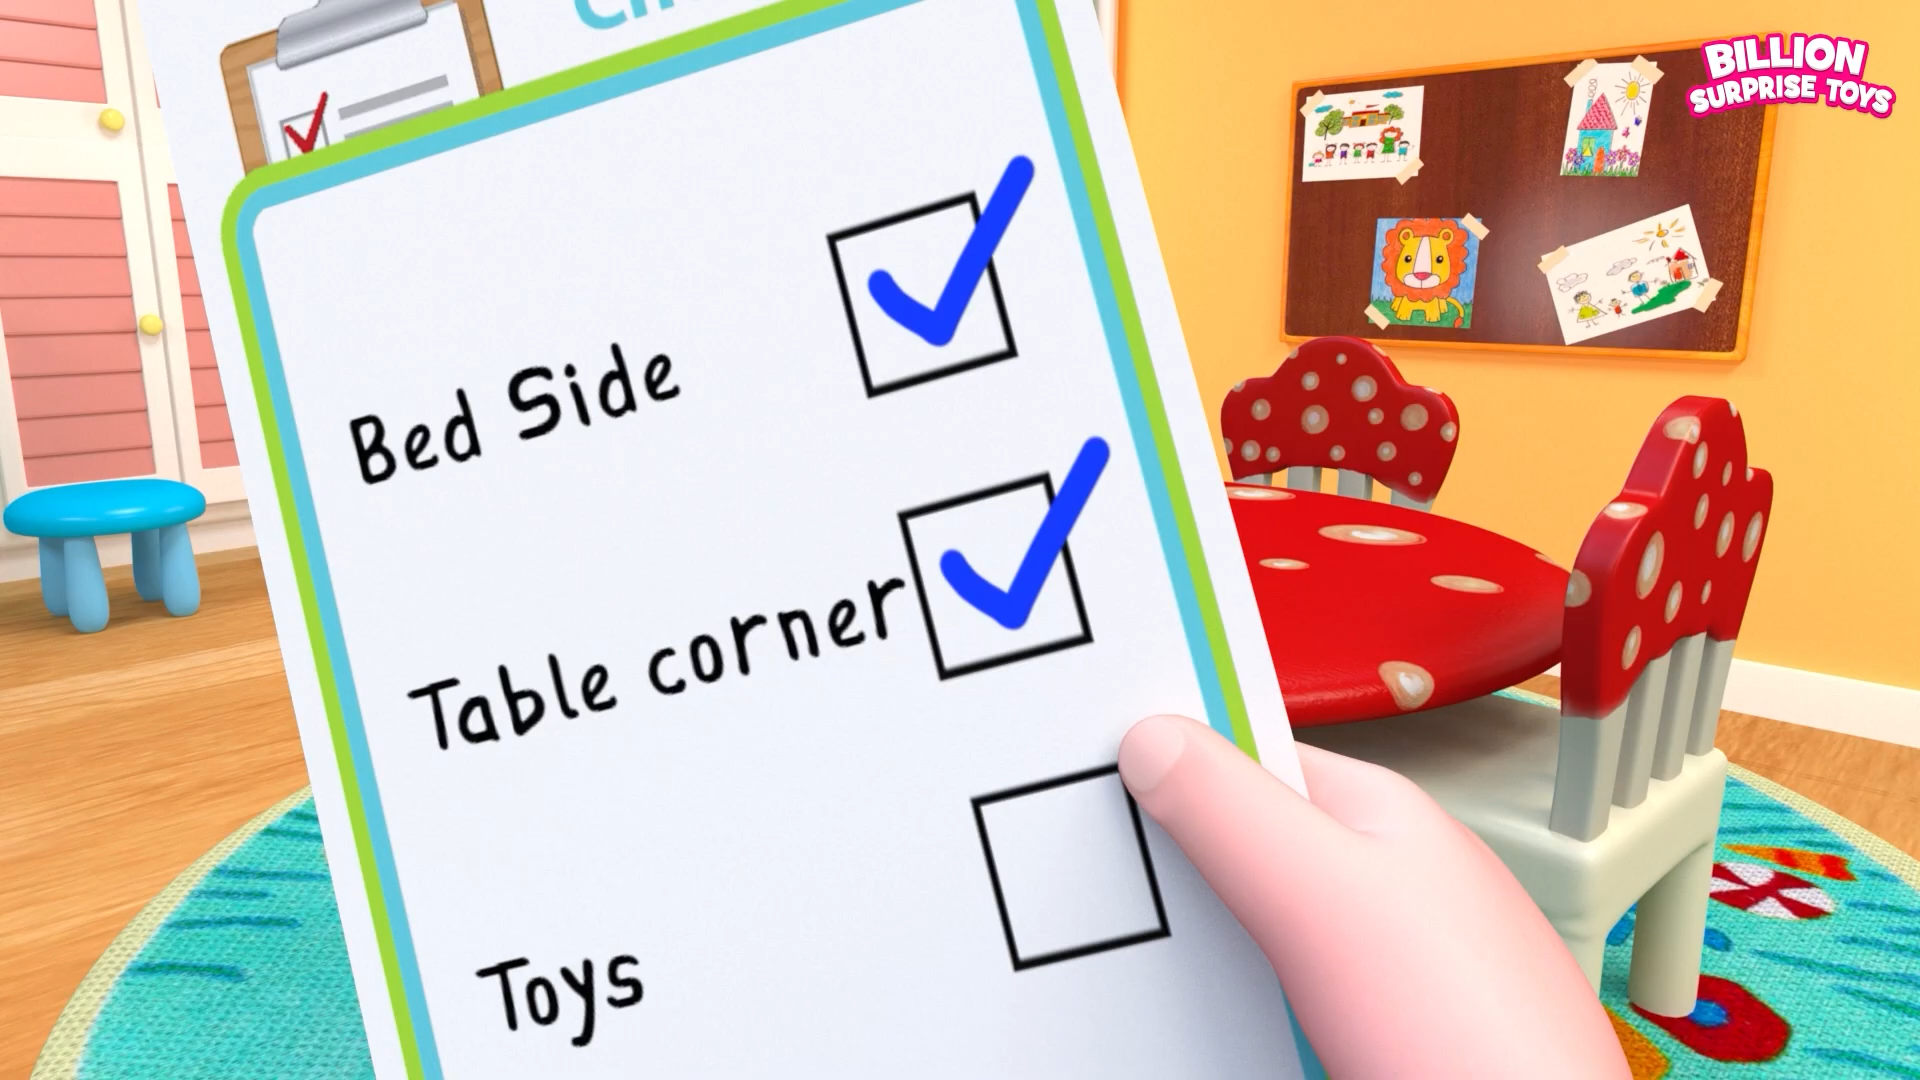 BILLION
SURPRISE TOYS
Bed Side
Table corner
Toys